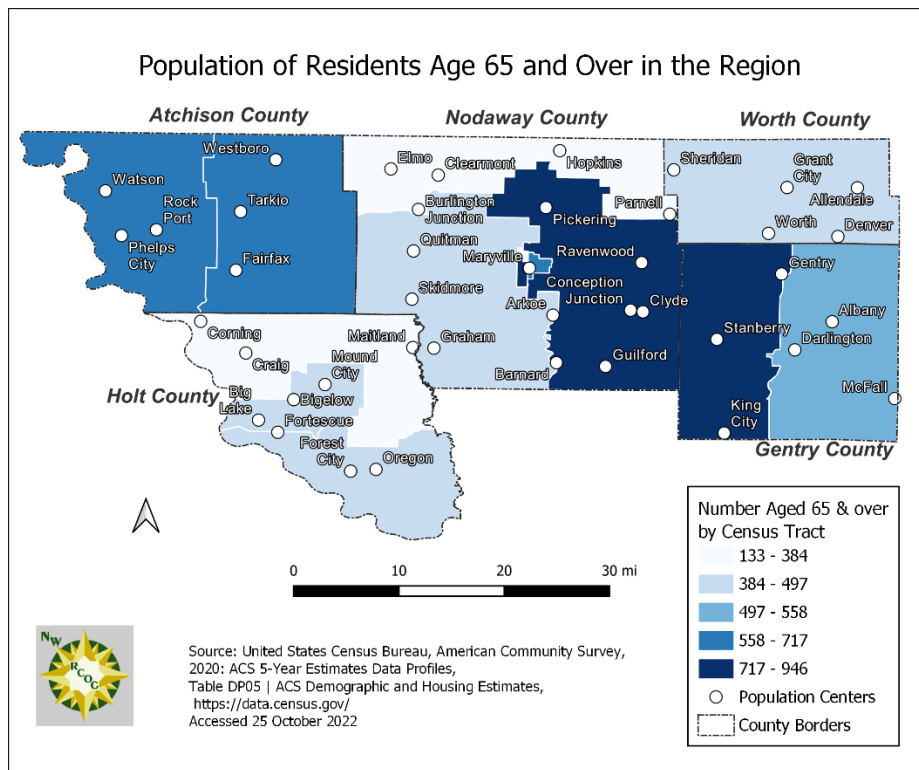 Population of Residents Age 65 and Over in the Region
Atchison County
Nodaway County
Worth County
Westboro
Elmo
Clearmont
Hopkins
Sheridan
Grant
City
Watson
Rock
Port
Tarkio
Burlington
Junction
Pickering
Parnell
Allendale
Phelps
City
Fairfax
Quitman
Maryville
Ravenwood
Worth
Denver
Gentry
Skidmore
Conception
Junction
Clyde
Arkoe
Albany
Stanberry
Darlington
Corning
Craig
Maitland
Graham
Mound
City
Barnard
Guilford
McFall
Holt County
Big
Lake
Bigelow
Fortescue
King
City
Forest
City
Oregon
Gentry County
Number Aged 65 & over
by Census Tract
133 - 384
384 - 497
497 - 558
558 - 717
717 - 946
Population Centers
County Borders
0 10 20 30 mi
NW
RCOG
Source: United States Census Bureau, American Community Survey,
2020: ACS 5-Year Estimates Data Profiles,
Table DP05 | ACS Demographic and Housing Estimates,
https://data.census.gov/
Accessed 25 October 2022